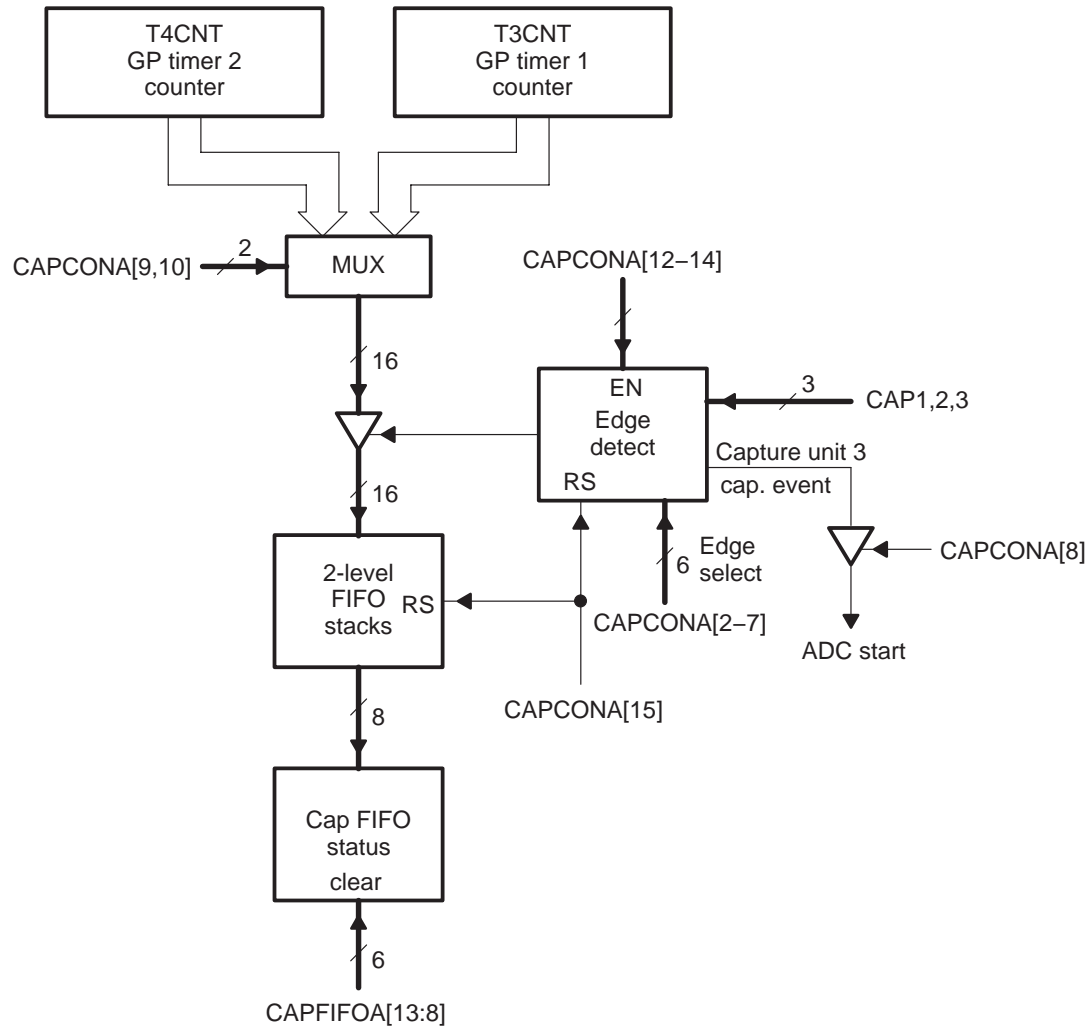 T4CNT
GP timer 2
counter
T3CNT
GP timer 1
counter
CAPCONA[9,10]
2
MUX
CAPCONA[12–14]
16
EN
Edge
detect
RS
3
CAP1,2,3
Capture unit 3
cap. event
16
6
Edge
select
CAPCONA[8]
2-level
FIFO
stacks
RS
CAPCONA[2–7]
ADC start
CAPCONA[15]
8
Cap FIFO
status
clear
6
CAPFIFOA[13:8]